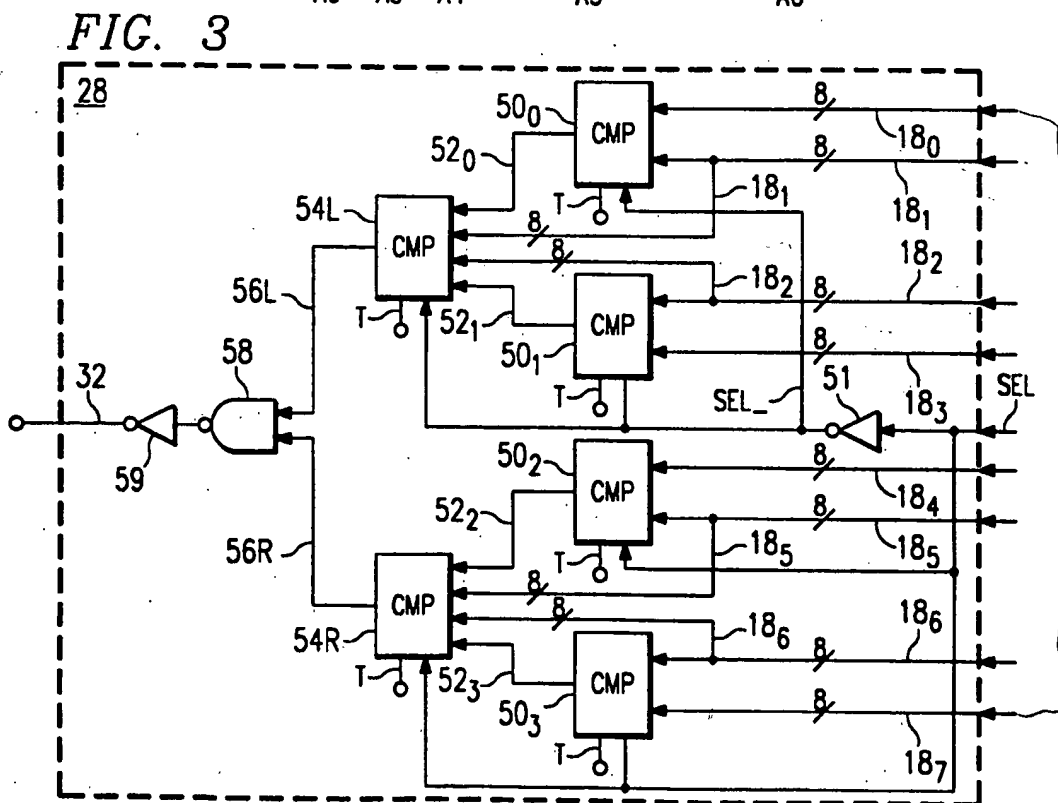 FIG. 3
28
50₀
CMP
8
18₀
52₀
8
18₁
54L
T
18₁
CMP
8
8
18₂
8
18₂
56L
T
52₁
CMP
50₁
8
18₃
58
T
SEL_
51
SEL
32
59
50₂
CMP
8
18₄
52₂
8
18₅
56R
T
18₅
CMP
8
8
54R
18₆
8
18₆
T
52₃
CMP
50₃
8
18₇
T